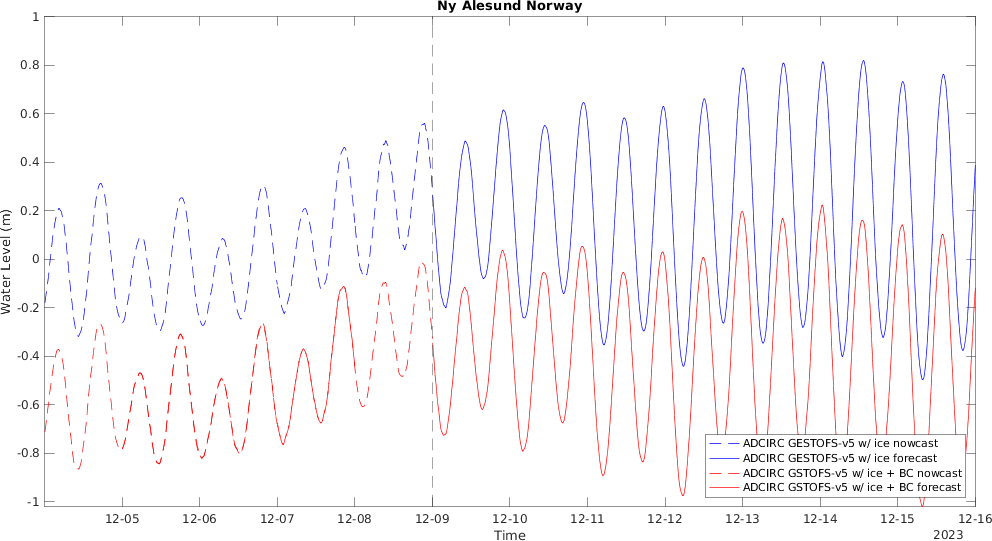 Ny Alesund Norway
1
0.8
0.6
0.4
0.2
0
-0.2
-0.4
-0.6
-0.8
-1
Water Level (m)
ADCIRC GESTOFS-v5 w/ ice nowcast
ADCIRC GESTOFS-v5 w/ ice forecast
ADCIRC GSTOFS-v5 w/ ice + BC nowcast
ADCIRC GSTOFS-v5 w/ ice + BC forecast
12-05 12-06 12-07 12-08 12-09 12-10 12-11 12-12 12-13 12-14 12-15 12-16
Time
2023